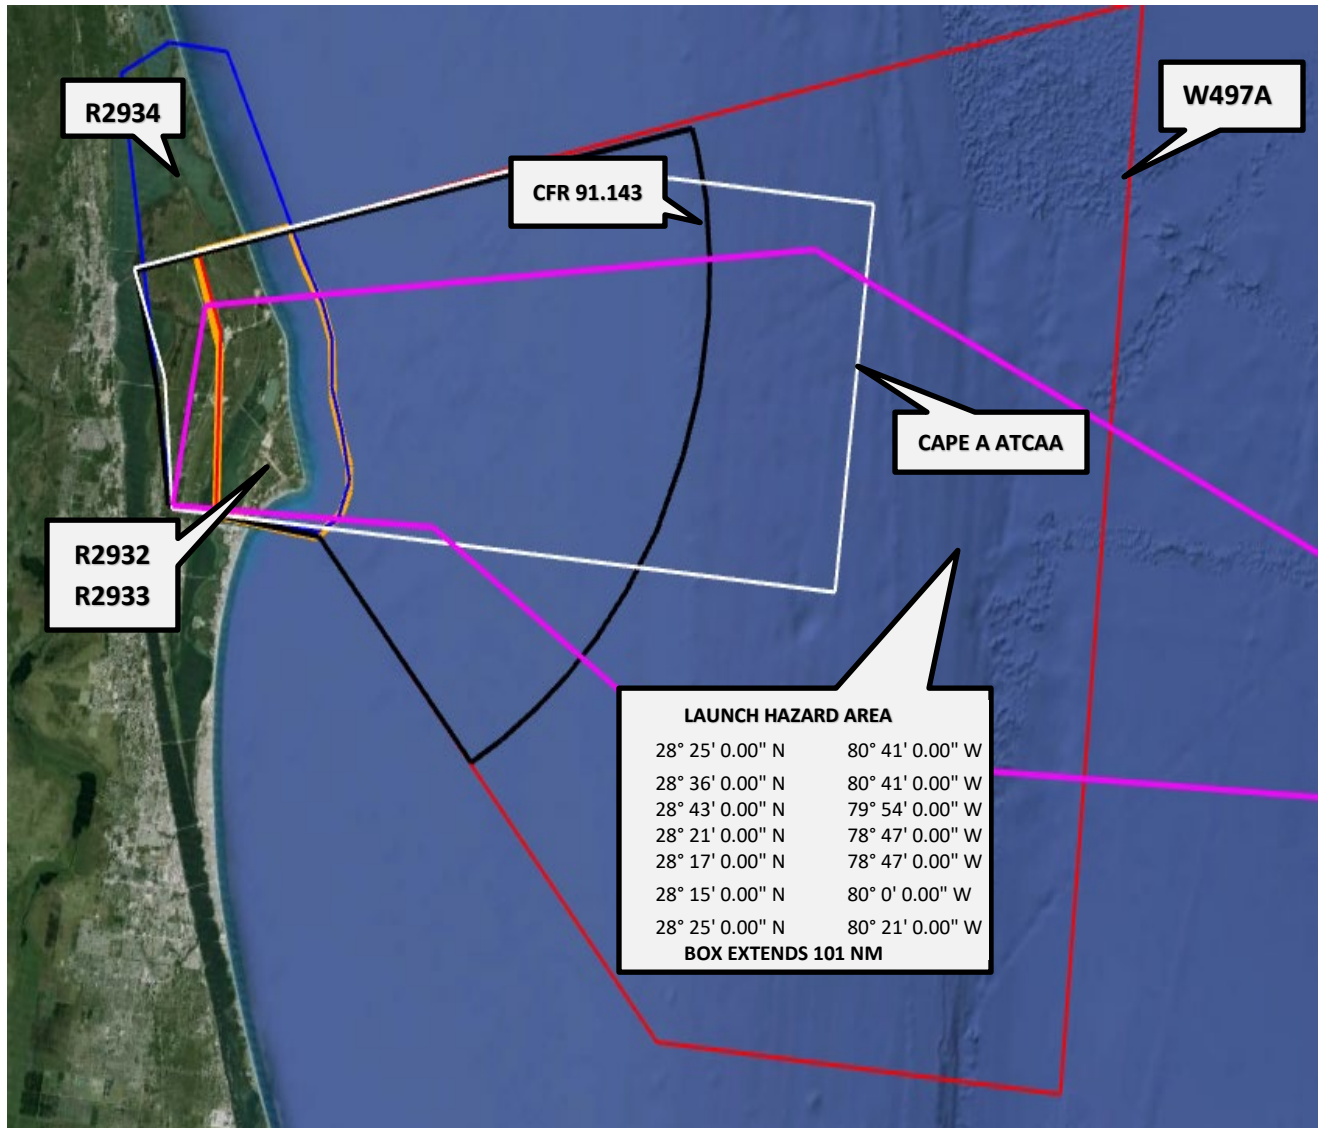 R2934
W497A
CFR 91.143
CAPE A ATCAA
R2932
R2933
LAUNCH HAZARD AREA
28° 25' 0.00" N 80° 41' 0.00" W
28° 36' 0.00" N 80° 41' 0.00" W
28° 43' 0.00" N 79° 54' 0.00" W
28° 21' 0.00" N 78° 47' 0.00" W
28° 17' 0.00" N 78° 47' 0.00" W
28° 15' 0.00" N 80° 0' 0.00" W
28° 25' 0.00" N 80° 21' 0.00" W
BOX EXTENDS 101 NM